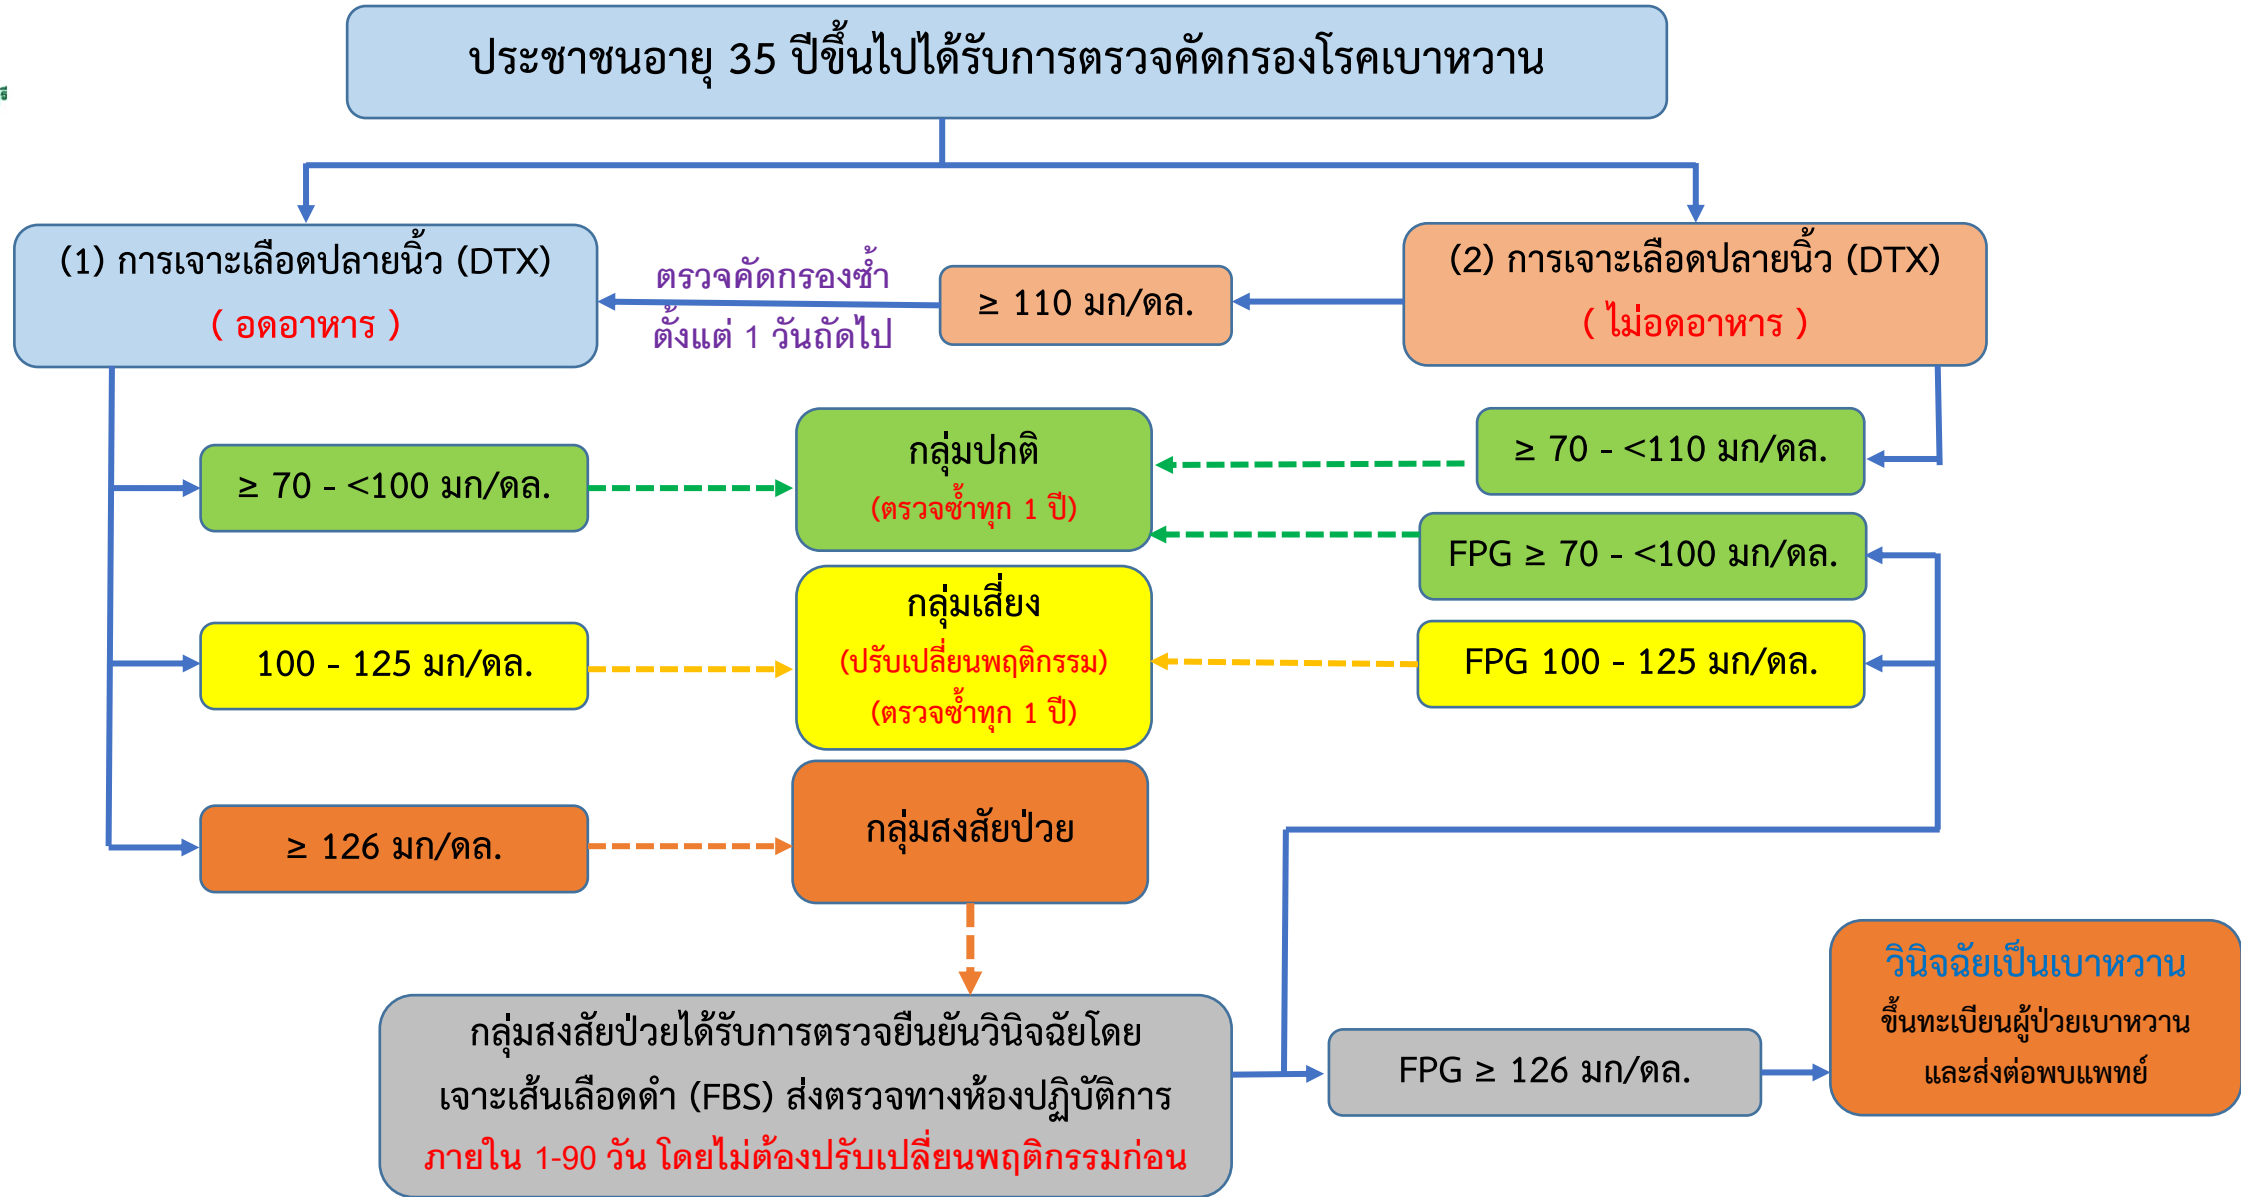 ประชาชนอายุ 35 ปีขึ้นไปได้รับการตรวจคัดกรองโรคเบาหวาน
(1) การเจาะเลือดปลายนิ้ว (DTX)
( อดอาหาร )
ตรวจคัดกรองซ้ำ
ตั้งแต่ 1 วันถัดไป
≥ 110 มก/ดล.
(2) การเจาะเลือดปลายนิ้ว (DTX)
( ไม่อดอาหาร )
≥ 70 - <100 มก/ดล.
กลุ่มปกติ
(ตรวจซ้ำทุก 1 ปี)
≥ 70 - <110 มก/ดล.
FPG ≥ 70 - <100 มก/ดล.
100 - 125 มก/ดล.
กลุ่มเสี่ยง
(ปรับเปลี่ยนพฤติกรรม)
(ตรวจซ้ำทุก 1 ปี)
FPG 100 - 125 มก/ดล.
≥ 126 มก/ดล.
กลุ่มสงสัยป่วย
กลุ่มสงสัยป่วยได้รับการตรวจยืนยันวินิจฉัยโดย
เจาะเส้นเลือดดำ (FBS) ส่งตรวจทางห้องปฏิบัติการ
ภายใน 1-90 วัน โดยไม่ต้องปรับเปลี่ยนพฤติกรรมก่อน
FPG ≥ 126 มก/ดล.
วินิจฉัยเป็นเบาหวาน
ขึ้นทะเบียนผู้ป่วยเบาหวาน
และส่งต่อพบแพทย์